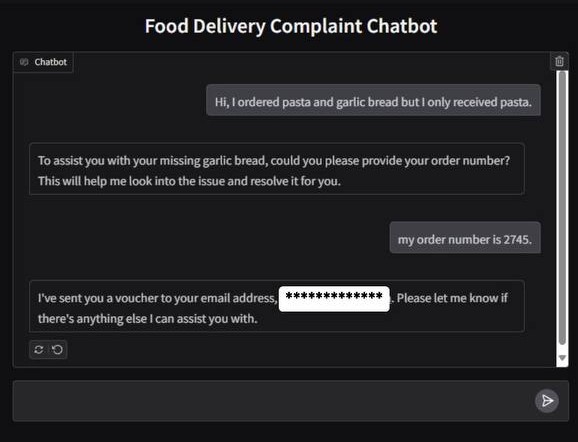 Food Delivery Complaint Chatbot
Chatbot
Hi, I ordered pasta and garlic bread but I only received pasta.
To assist you with your missing garlic bread, could you please provide your order number?
This will help me look into the issue and resolve it for you.
my order number is 2745.
I've sent you a voucher to your email address, *************. Please let me know if
there's anything else I can assist you with.